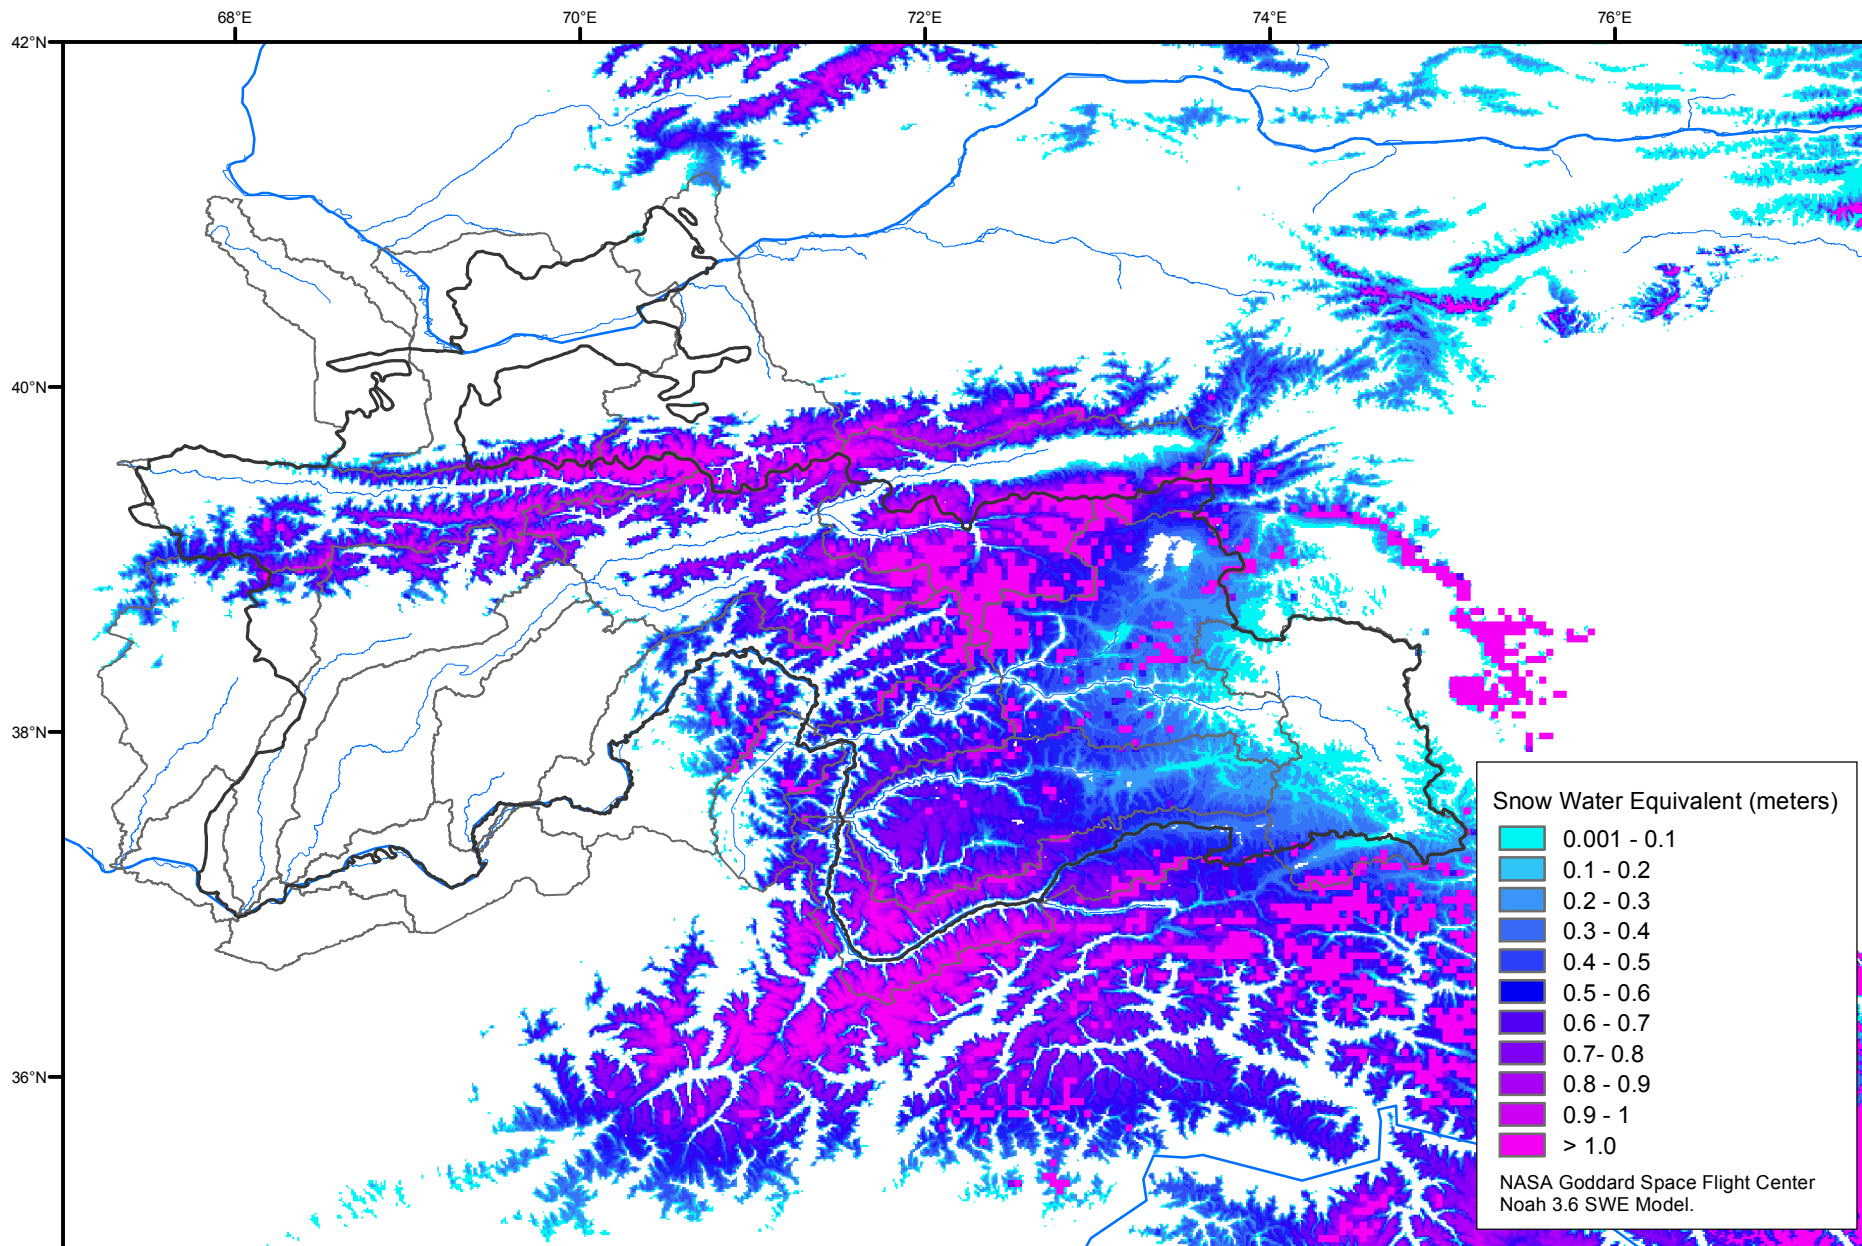 68°E
70°E
72°E
74°E
76°E
42°N
40°N
38°N
36°N
Snow Water Equivalent (meters)
0.001 - 0.1
0.1 - 0.2
0.2 - 0.3
0.3 - 0.4
0.4 - 0.5
0.5 - 0.6
0.6 - 0.7
0.7- 0.8
0.8 - 0.9
0.9 - 1
> 1.0
NASA Goddard Space Flight Center
Noah 3.6 SWE Model.